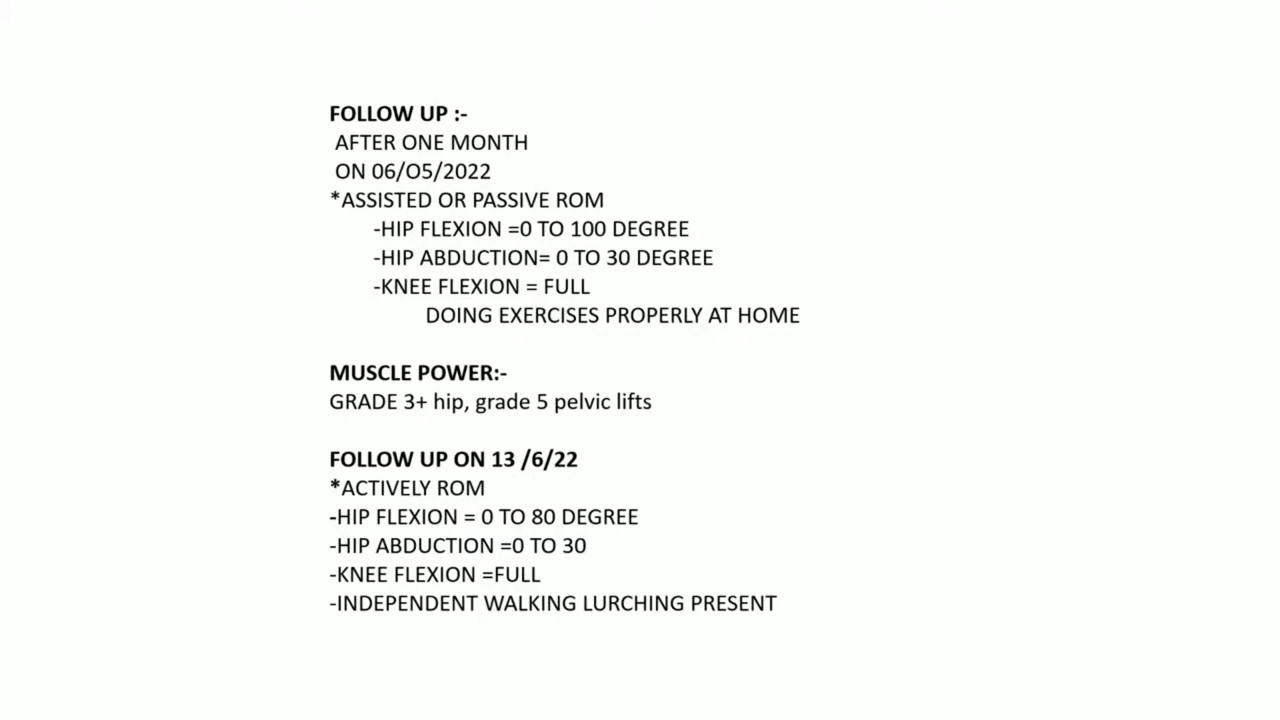 FOLLOW UP :-
AFTER ONE MONTH
ON 06/O5/2022
*ASSISTED OR PASSIVE ROM
-HIP FLEXION =0 TO 100 DEGREE
-HIP ABDUCTION= 0 TO 30 DEGREE
-KNEE FLEXION = FULL
DOING EXERCISES PROPERLY AT HOME
MUSCLE POWER:-
GRADE 3+ hip, grade 5 pelvic lifts
FOLLOW UP ON 13 /6/22
*ACTIVELY ROM
-HIP FLEXION = 0 TO 80 DEGREE
-HIP ABDUCTION =0 TO 30
-KNEE FLEXION =FULL
-INDEPENDENT WALKING LURCHING PRESENT